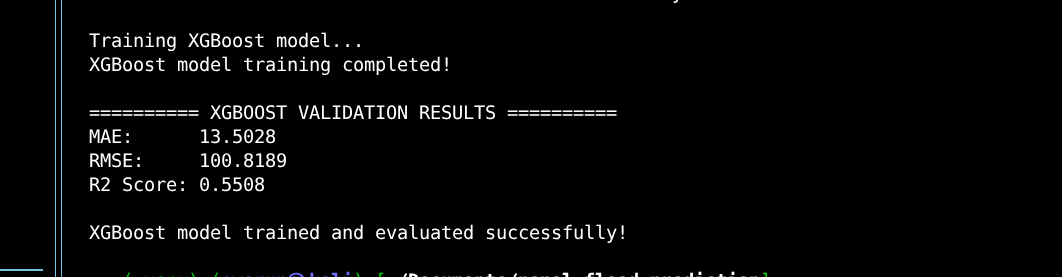 Training XGBoost model...
XGBoost model training completed!
========== XGBOOST VALIDATION RESULTS ==========
MAE:      13.5028
RMSE:     100.8189
R2 Score: 0.5508
XGBoost model trained and evaluated successfully!